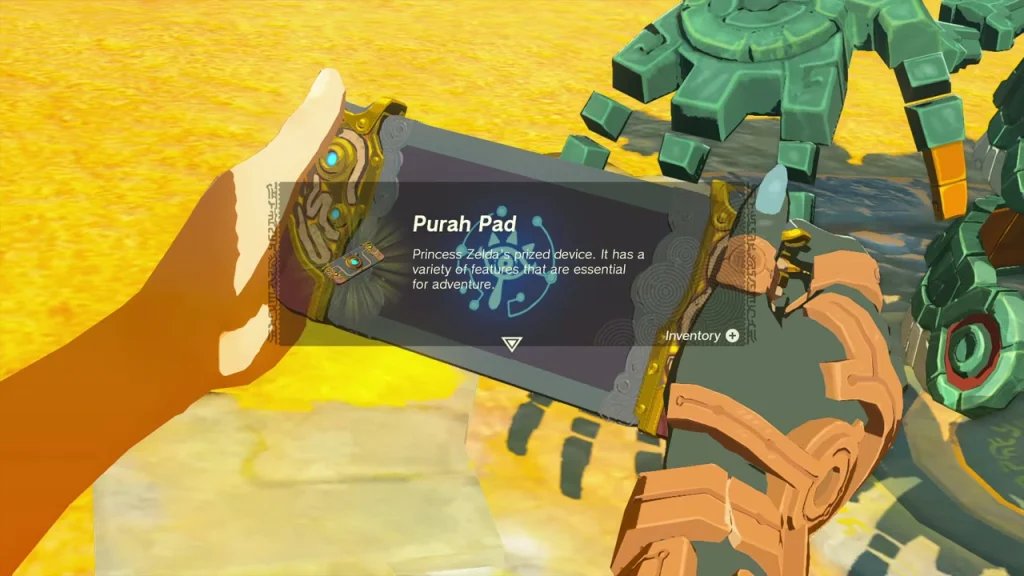 Purah Pad
Princess Zelda's prized device. It has a
variety of features that are essential
for adventure.
Inventory